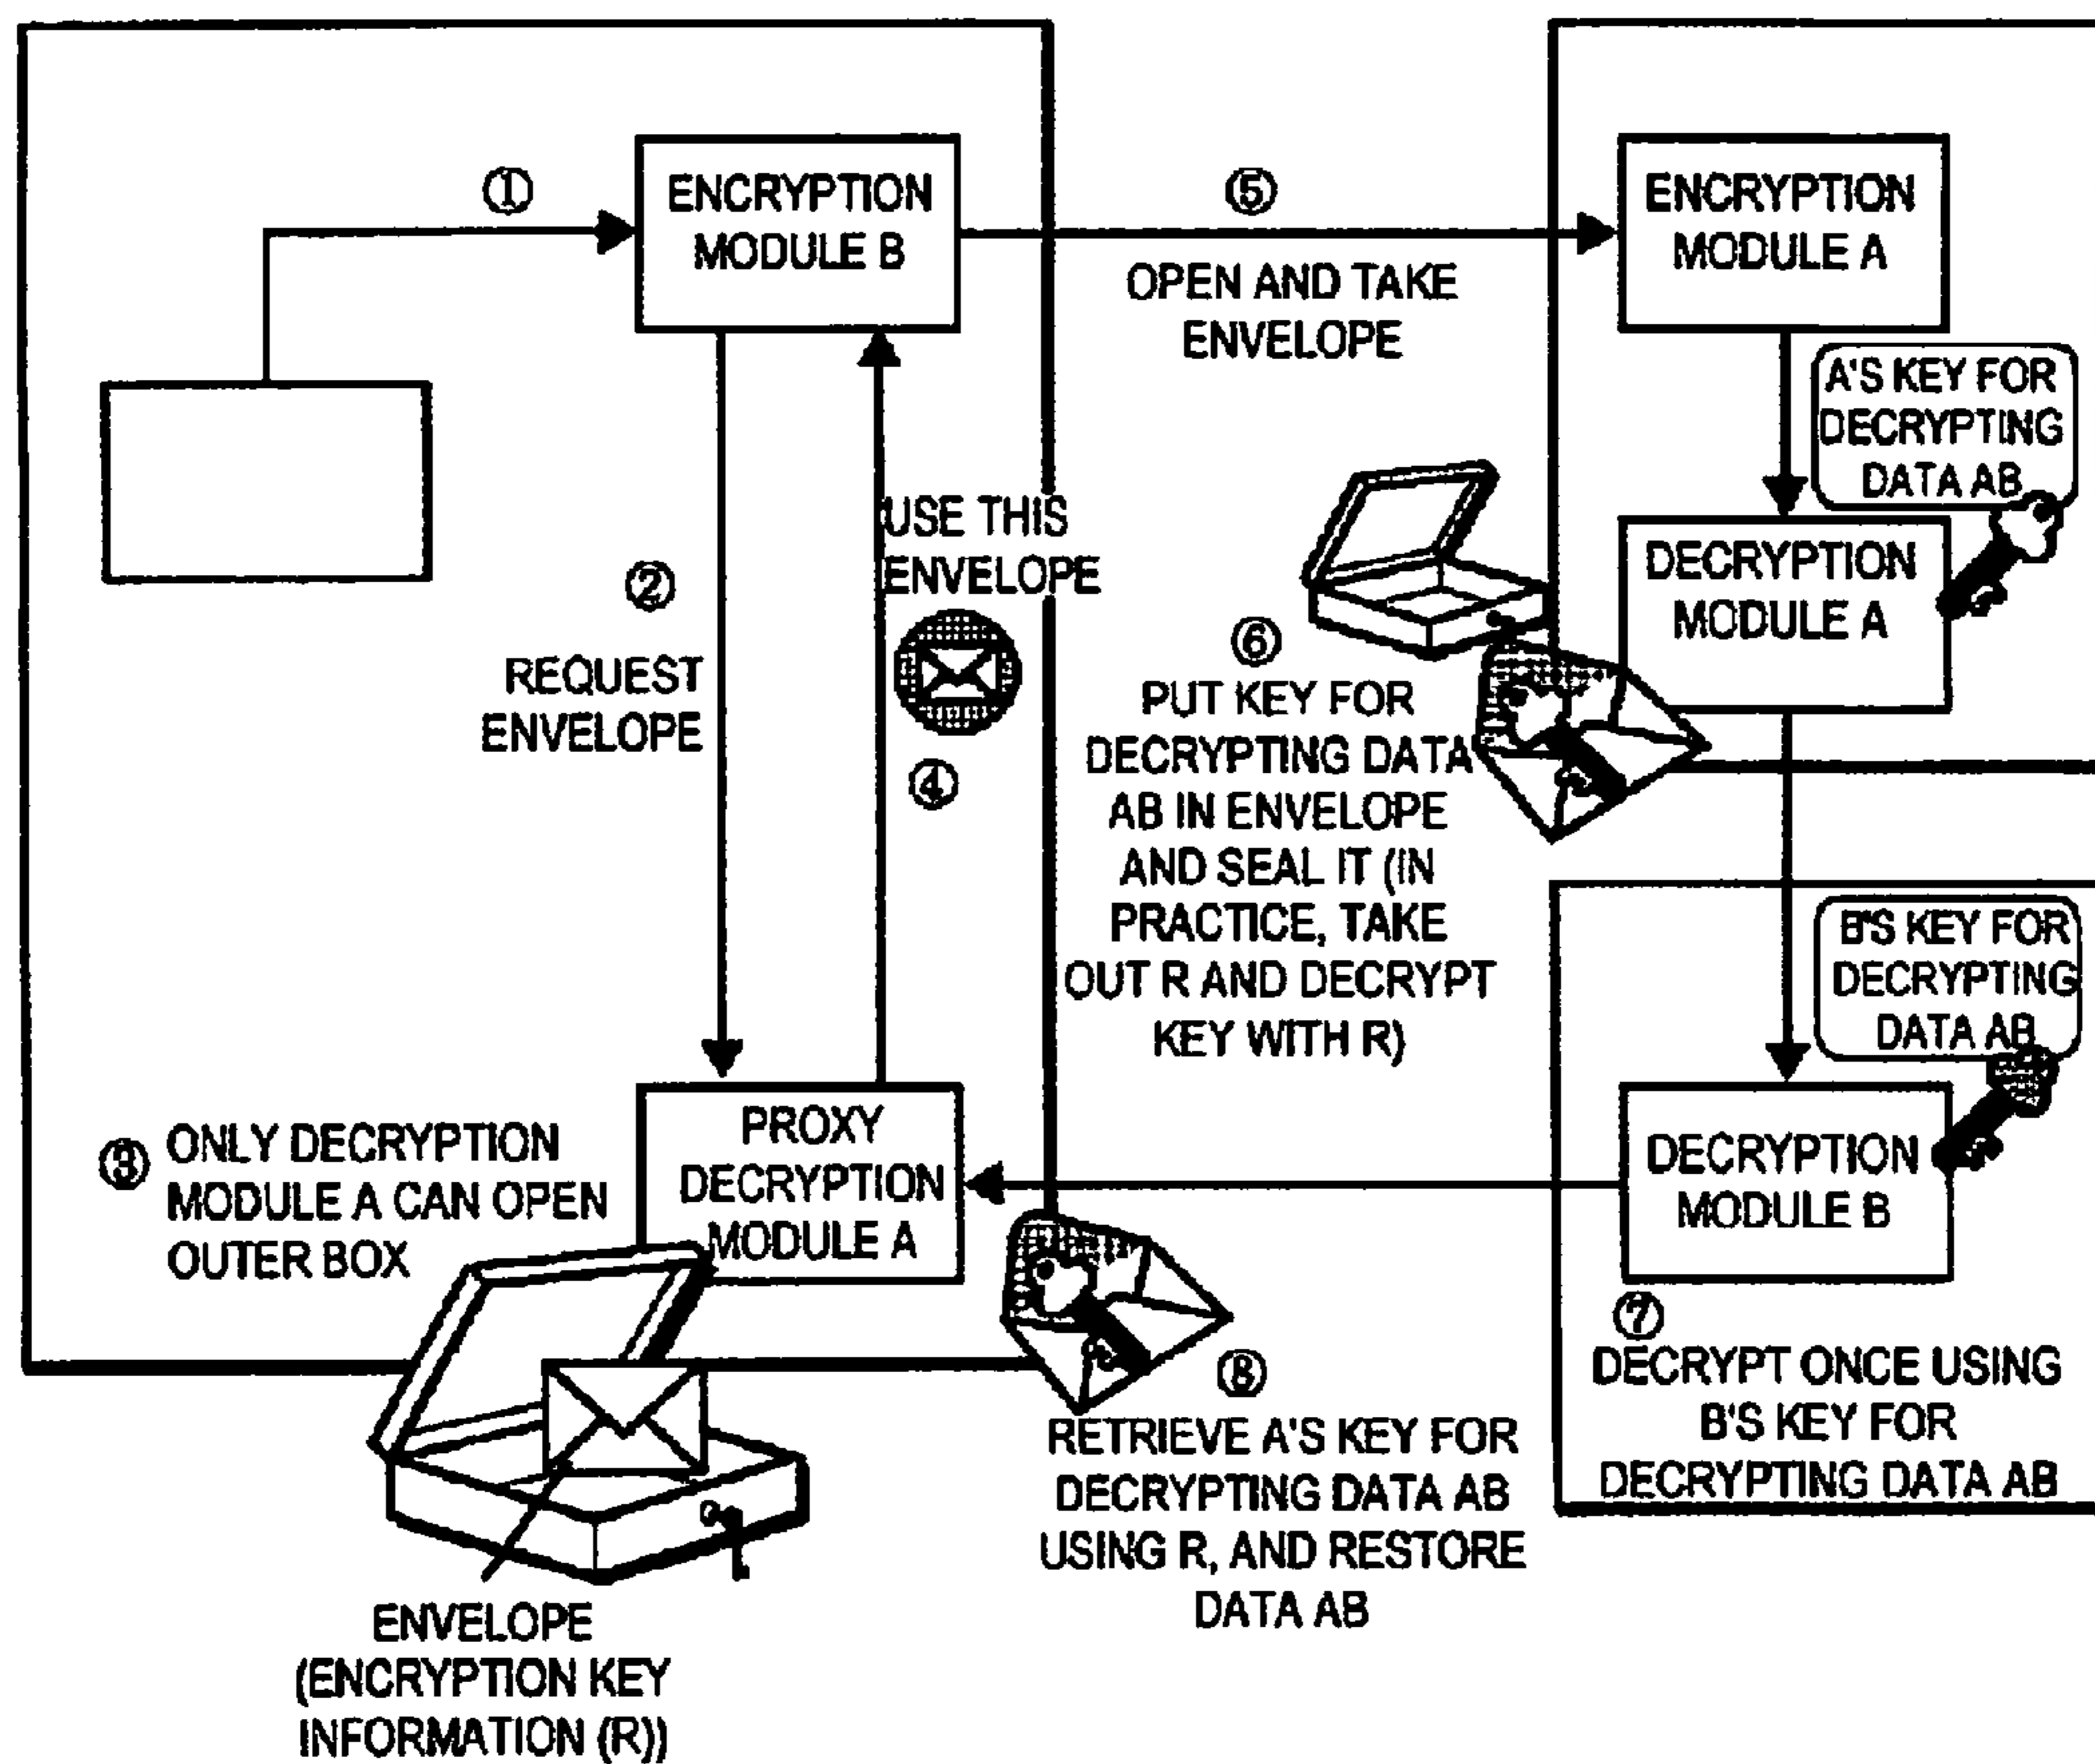 ①
ENCRYPTION
MODULE B
⑤
OPEN AND TAKE
ENVELOPE
ENCRYPTION
MODULE A
A'S KEY FOR
DECRYPTING
DATA AB
DECRYPTION
MODULE A
②
REQUEST
ENVELOPE
USE THIS
ENVELOPE
④
⑥
PUT KEY FOR
DECRYPTING DATA
AB IN ENVELOPE
AND SEAL IT (IN
PRACTICE, TAKE
OUT R AND DECRYPT
KEY WITH R)
B'S KEY FOR
DECRYPTING
DATA AB
③ ONLY DECRYPTION
MODULE A CAN OPEN
OUTER BOX
PROXY
DECRYPTION
MODULE A
DECRYPTION
MODULE B
⑦
DECRYPT ONCE USING
B'S KEY FOR
DECRYPTING DATA AB
⑧
RETRIEVE A'S KEY FOR
DECRYPTING DATA AB
USING R, AND RESTORE
DATA AB
ENVELOPE
(ENCRYPTION KEY
INFORMATION (R))